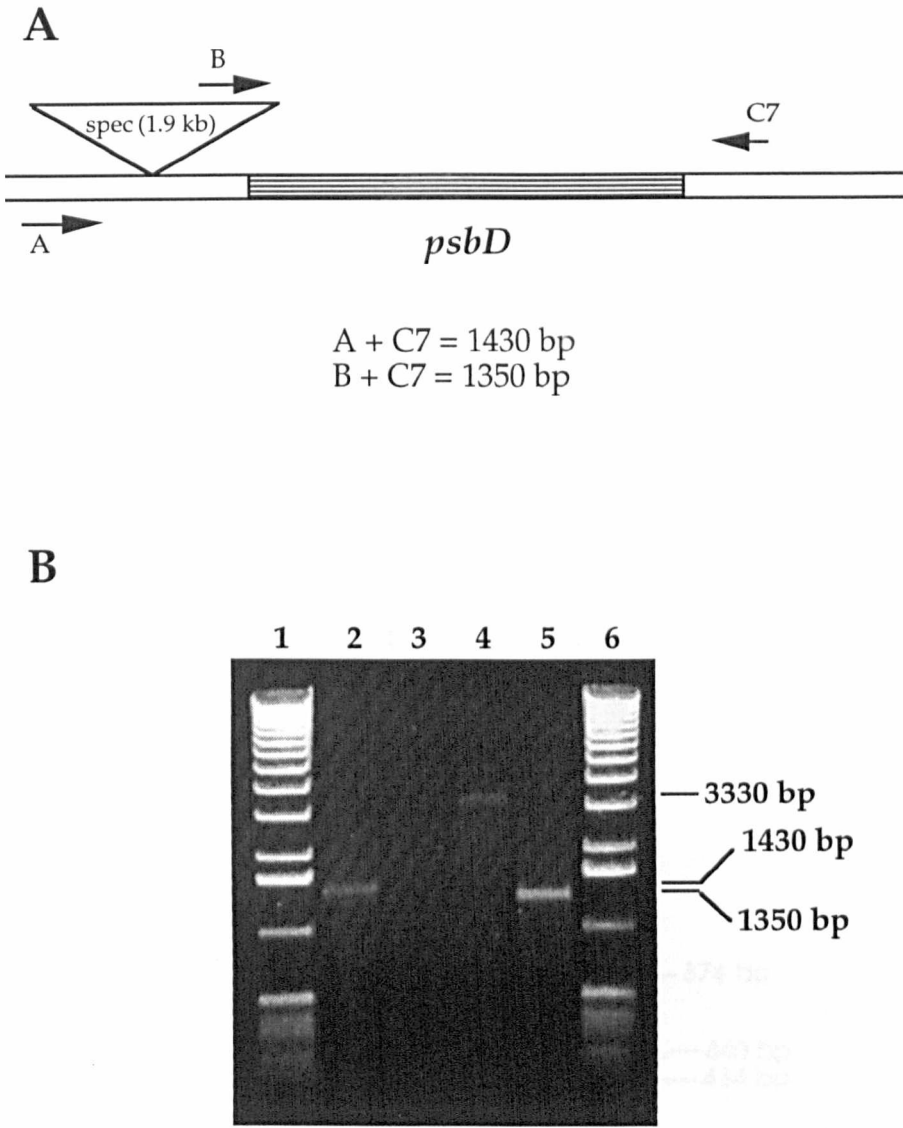 A
B
spec (1.9 kb)
C7
A
psbD
A + C7 = 1430 bp
B + C7 = 1350 bp
B
1 2 3 4 5 6
3330 bp
1430 bp
1350 bp